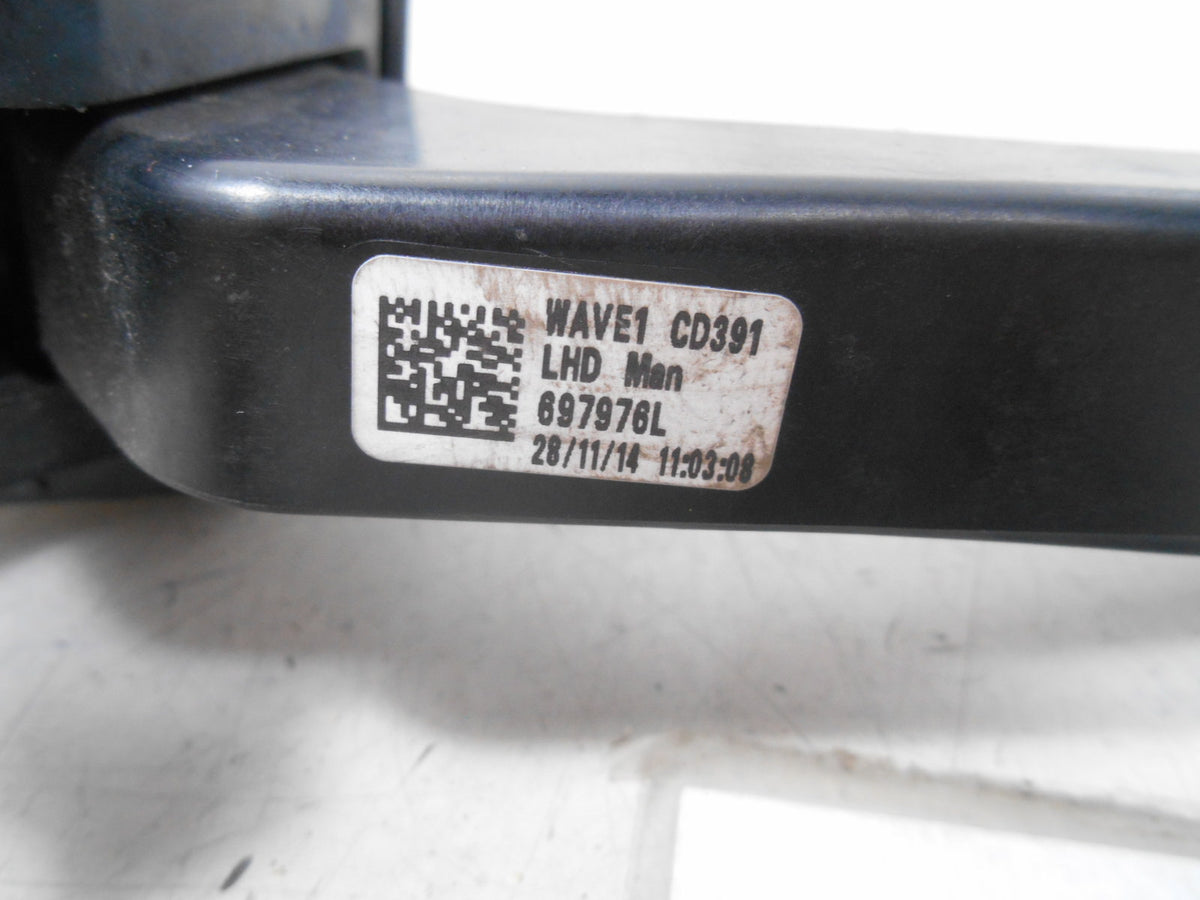 WAVE1 CD391
LHD Man
697976L
28/11/14 11:03:08